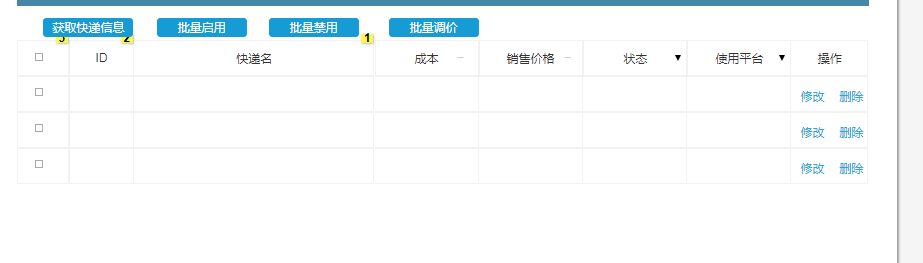 获取快递信息 批量启用 批量禁用 批量调价
3 2 1
ID 快递名 成本 销售价格 状态 使用平台 操作
修改 删除
修改 删除
修改 删除